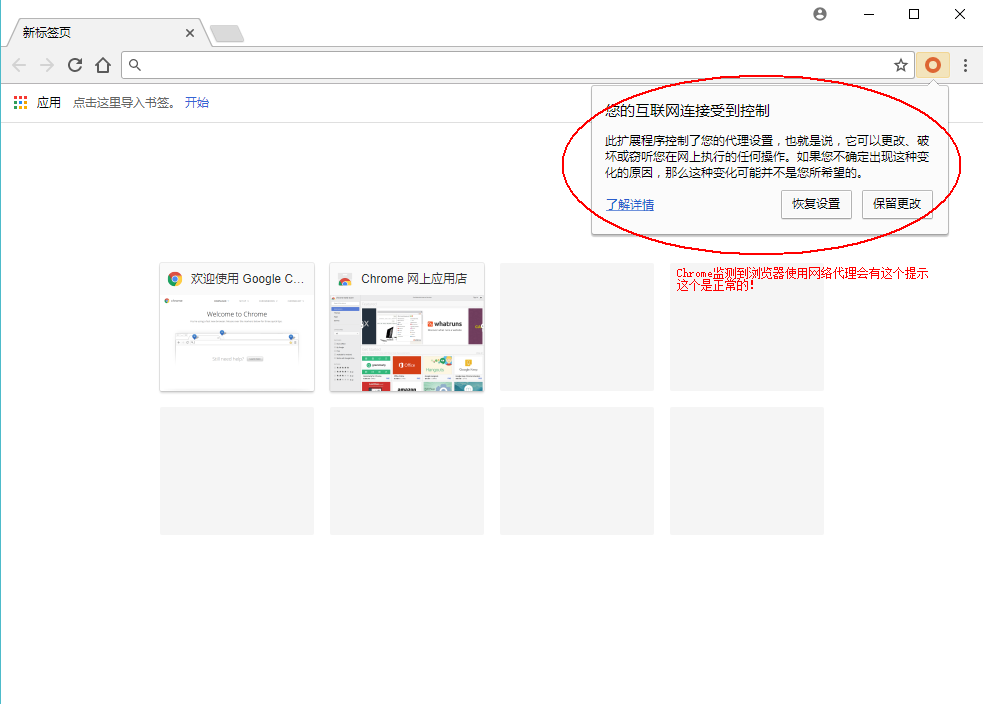 新标签页
应用 点击这里导入书签。 开始
您的互联网连接受到控制
此扩展程序控制了您的代理设置，也就是说，它可以更改、破
坏或窃听您在网上执行的任何操作。如果您不确定出现这种变
化的原因，那么这种变化可能并不是您所希望的。
了解详情 恢复设置 保留更改
Chrome监测到浏览器使用网络代理会有这个提示
这个是正常的!
欢迎使用 Google C... Chrome 网上应用店
Welcome to Chrome
Still need help?
whatruns
Office
Hangouts
amazon